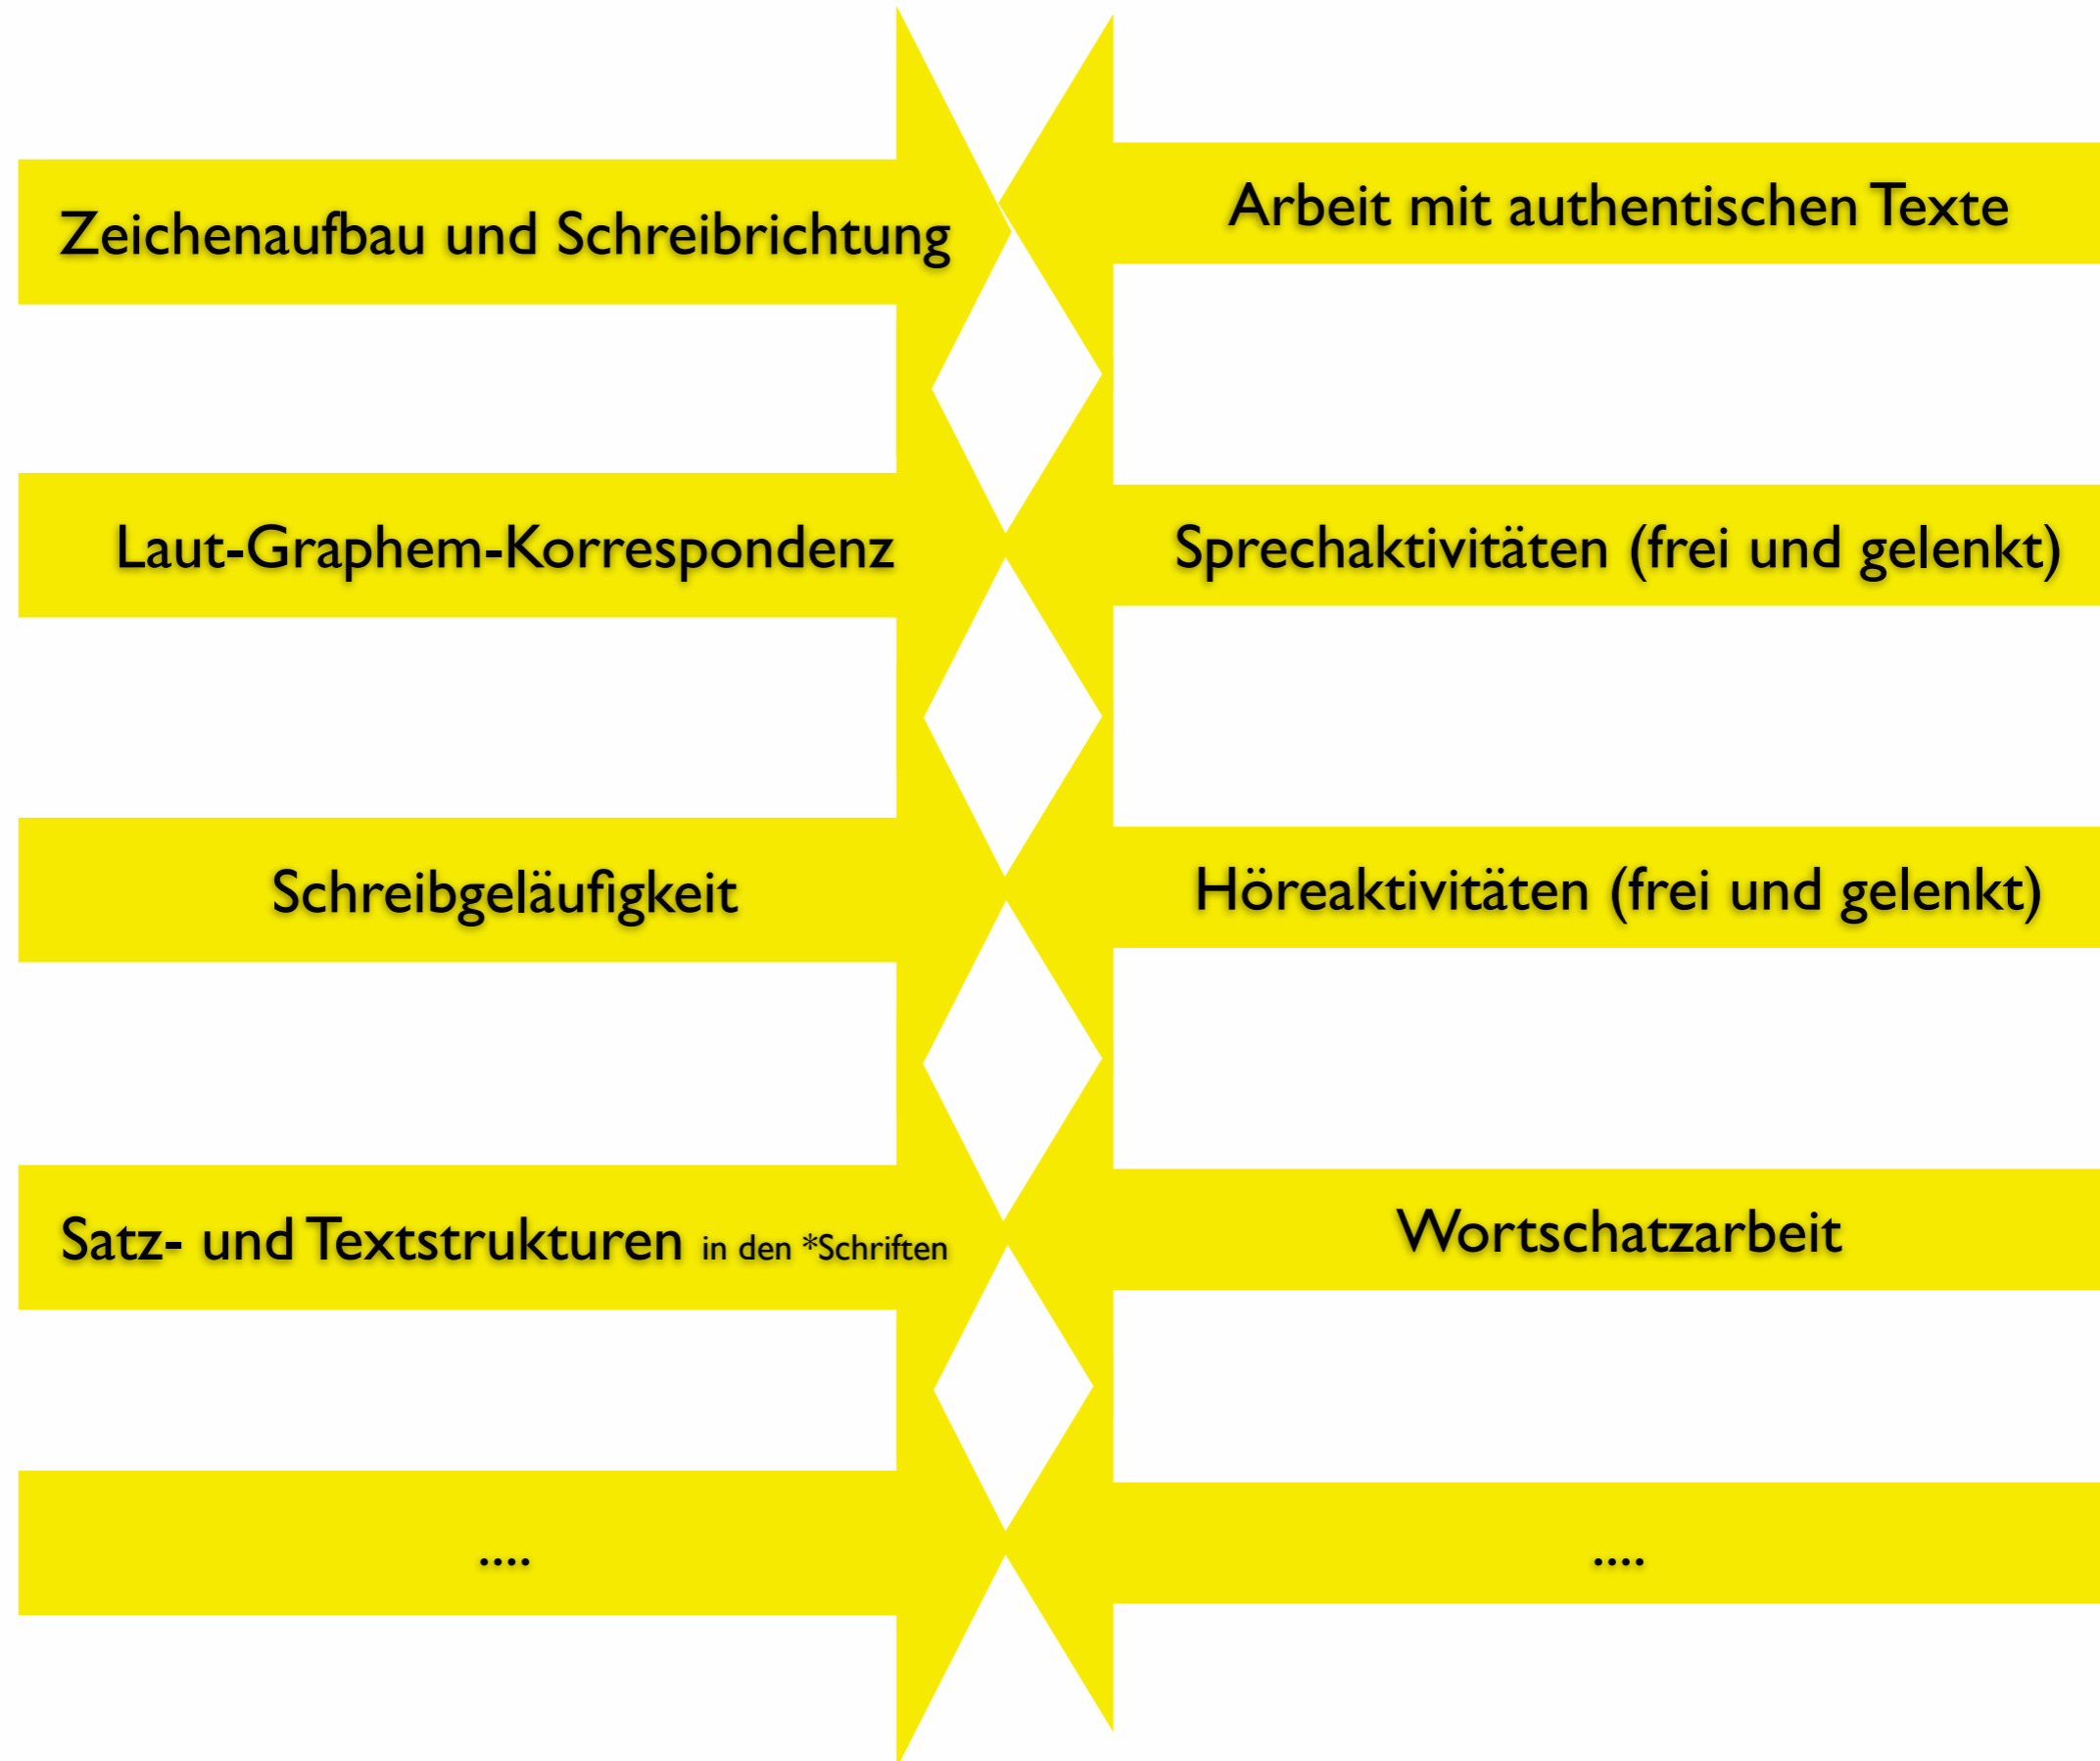 Zeichenaufbau und Schreibrichtung
Arbeit mit authentischen Texte
Laut-Graphem-Korrespondenz
Sprechaktivitäten (frei und gelenkt)
Schreibgeläufigkeit
Höreaktivitäten (frei und gelenkt)
Satz- und Textstrukturen in den *Schriften
Wortschatzarbeit
....
....